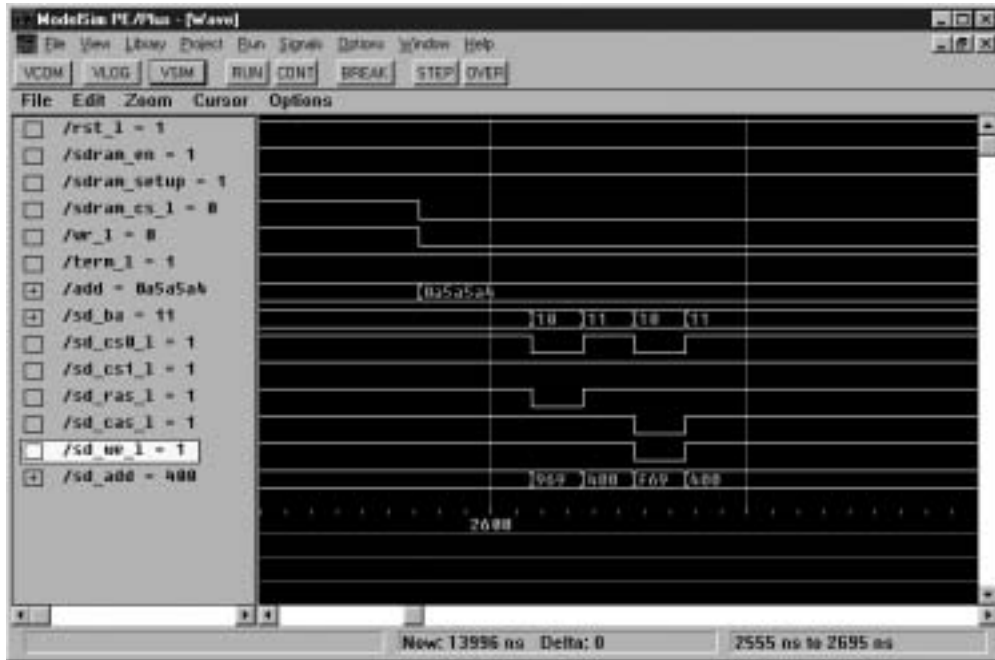 ModelSim PE/Plus - [Wave]
File View Library Project Run Signals Options Window Help
VCOM VLOG VSIM RUN CONT BREAK STEP OVER
File Edit Zoom Cursor Options
/rst_l = 1
/sdram_en = 1
/sdram_setup = 1
/sdram_cs_l = 0
/wr_l = 0
/term_l = 1
/add = 0a5a5a4
0a5a5a4
/sd_ba = 11
10 11 10 11
/sd_cs0_l = 1
/sd_cs1_l = 1
/sd_ras_l = 1
/sd_cas_l = 1
/sd_we_l = 1
/sd_add = 400
969 400 F69 400
2600
Now: 13996 ns Delta: 0
2555 ns to 2695 ns